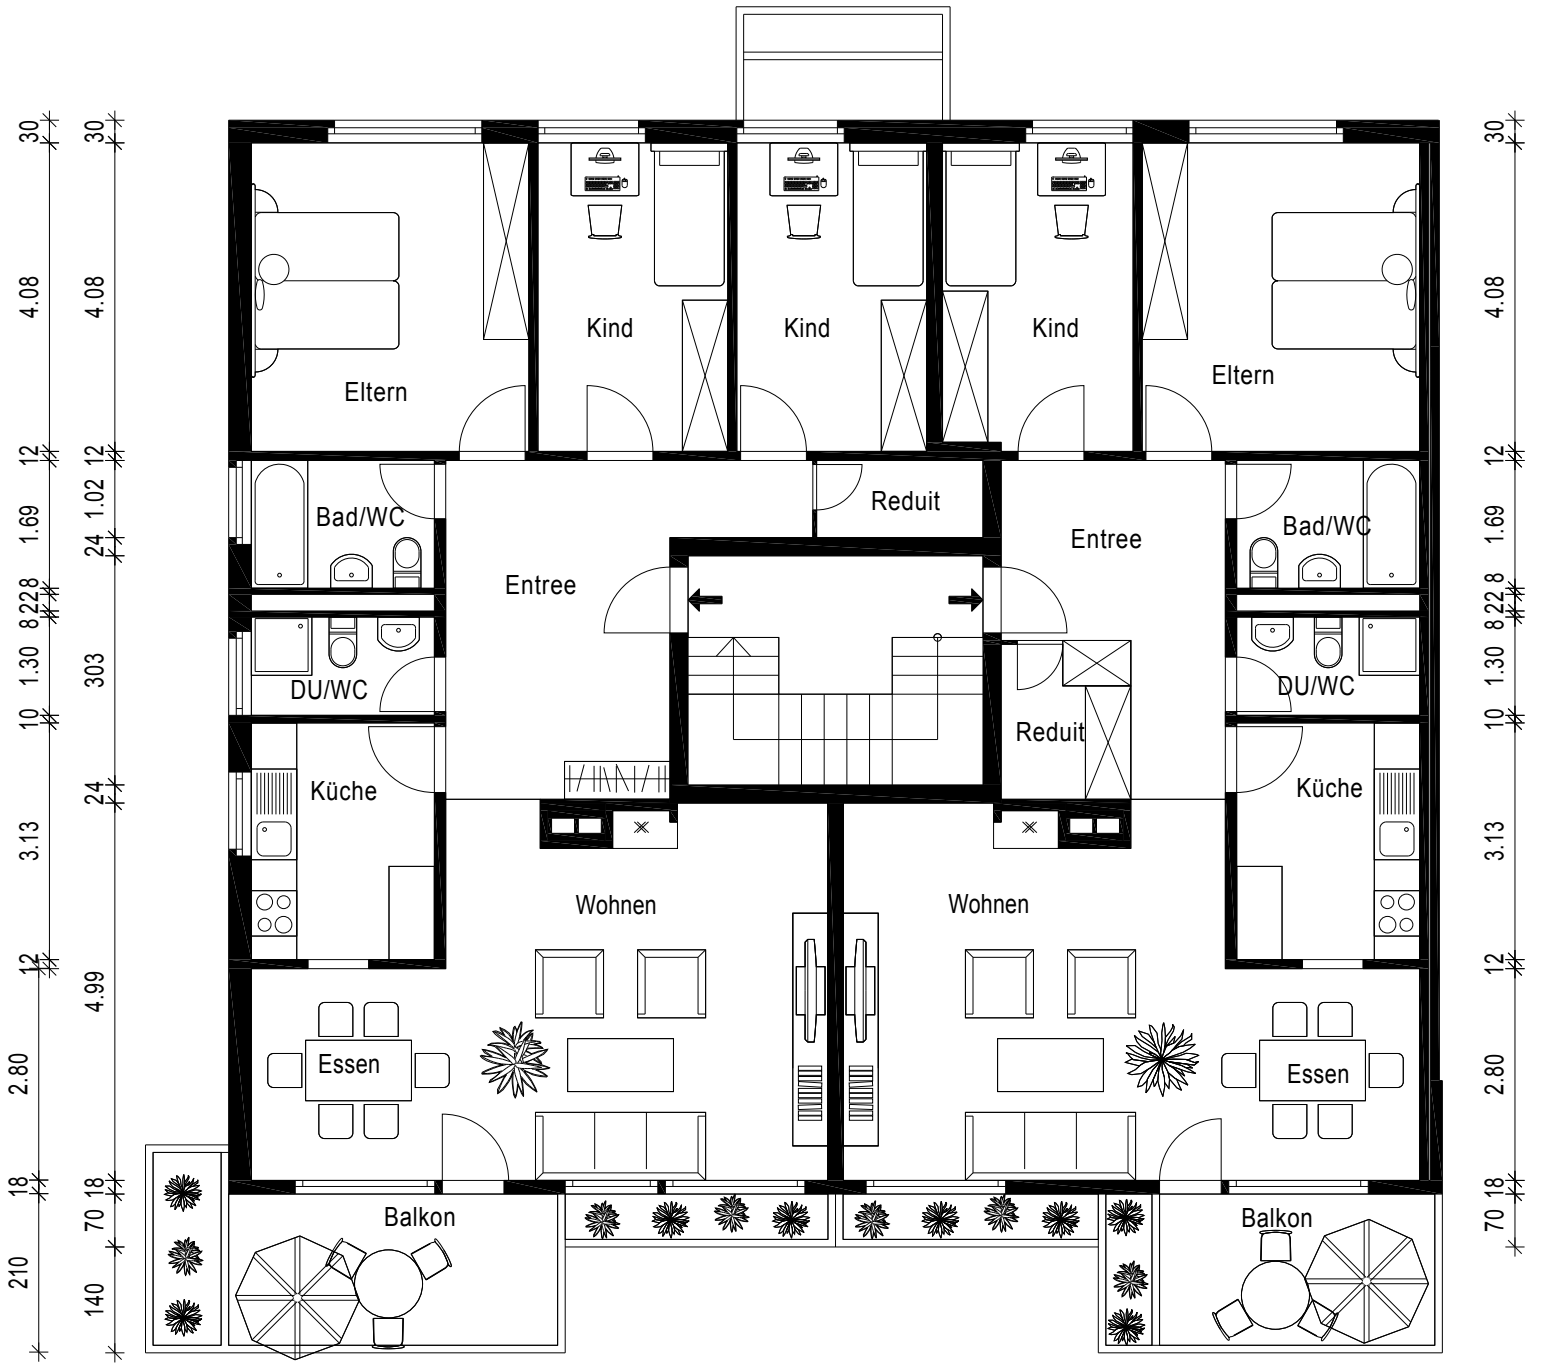 30
30
30
4.08
4.08
4.08
Kind
Kind
Kind
Eltern
Eltern
12
12
12
1.69
1.02
1.69
Bad/WC
Reduit
Entree
Bad/WC
24
Entree
8
22
8
8
22
8
1.30
303
1.30
DU/WC
DU/WC
10
10
Reduit
24
Küche
Küche
3.13
3.13
Wohnen
Wohnen
12
12
4.99
2.80
2.80
Essen
Essen
18
18
18
70
70
Balkon
Balkon
210
140